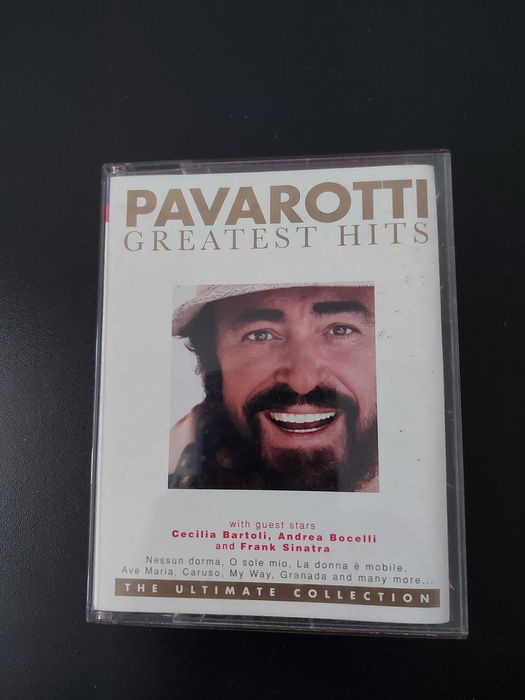 PAVAROTTI
GREATEST HITS
with guest stars
Cecilia Bartoli, Andrea Bocelli
and Frank Sinatra
Nessun dorma, O sole mio, La donna è mobile,
Ave Maria, Caruso, My Way, Granada and many more...
THE ULTIMATE COLLECTION